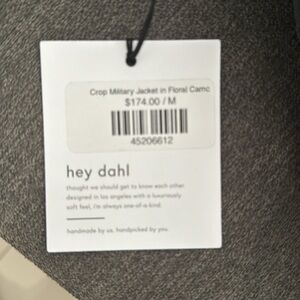 Crop Military Jacket in Floral Camo
$174.00 / M
45206612
hey dahl
thought we should get to know each other.
designed in los angeles with a luxuriously
soft feel, i'm always one-of-a-kind.
handmade by us, handpicked by you.